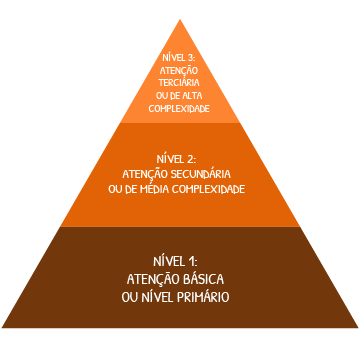 NÍVEL 3:
ATENÇÃO
TERCIÁRIA
OU DE ALTA
COMPLEXIDADE
NÍVEL 2:
ATENÇÃO SECUNDÁRIA
OU DE MÉDIA COMPLEXIDADE
NÍVEL 1:
ATENÇÃO BÁSICA
OU NÍVEL PRIMÁRIO